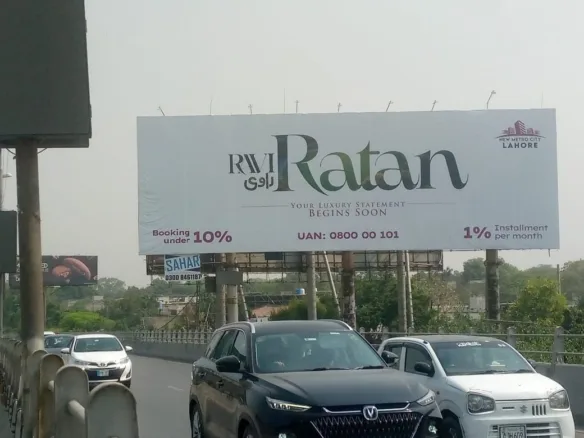 NEW METRO CITY
LAHORE
RWI Ratan
راوی
YOUR LUXURY STATEMENT
BEGINS SOON
Booking
under 10%
UAN: 0800 00 101
1% Installment
per month
SAHAR